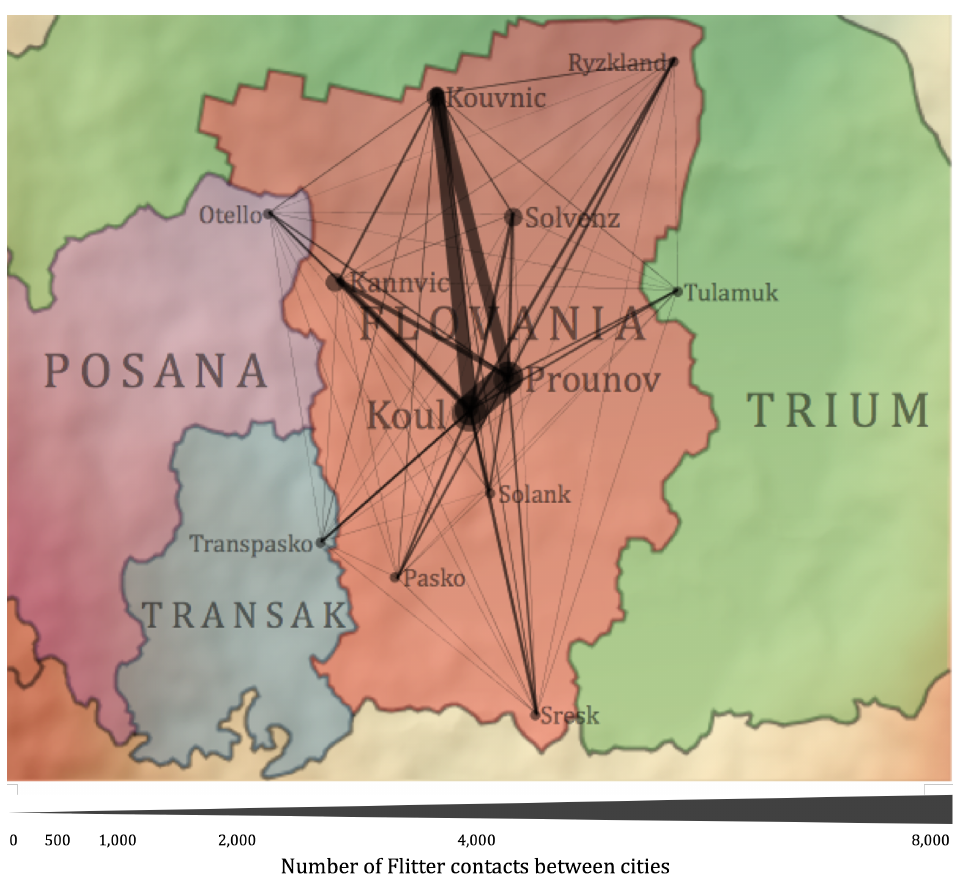 Ryzkland
Kouvnic
Otello
Solvenz
Kannvic
Tulamuk
FLOVANIA
POSANA
Prounov
Koul
TRIUM
Solank
Transpasko
Pasko
TRANSAK
Sresk
0 500 1,000 2,000 4,000 8,000
Number of Flitter contacts between cities